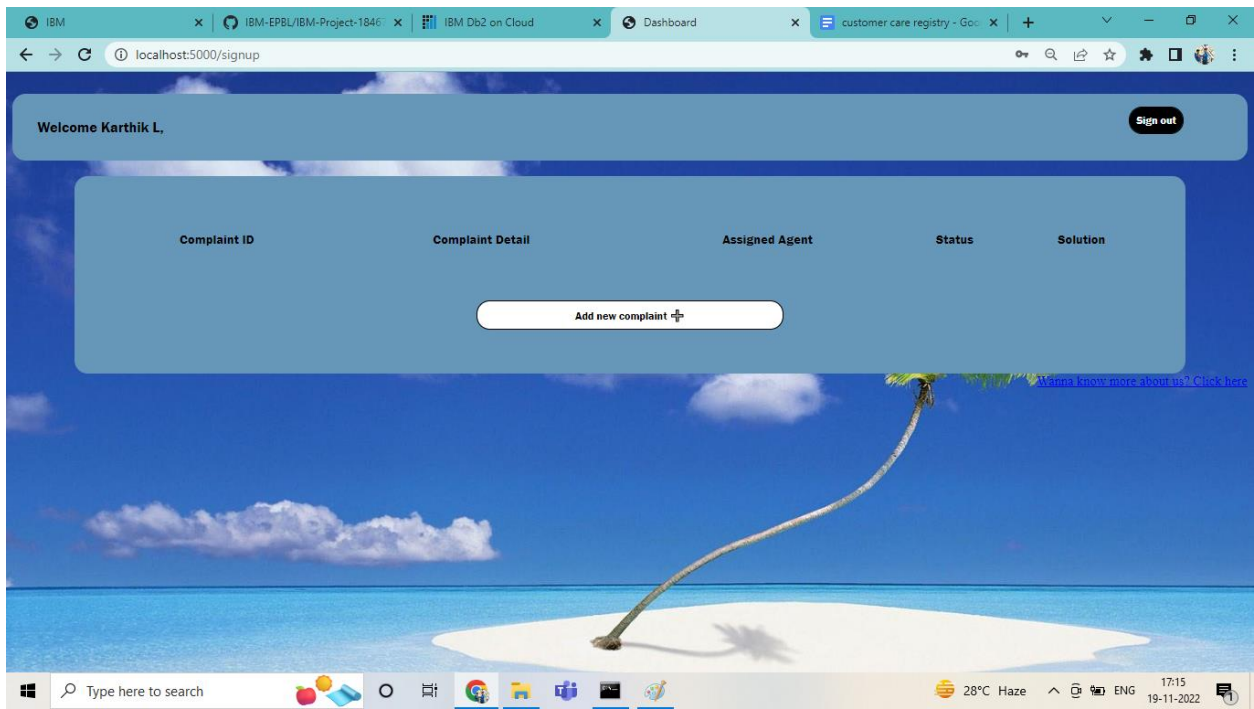 IBM
IBM-EPBL/IBM-Project-1846
IBM Db2 on Cloud
Dashboard
customer care registry - Goo
localhost:5000/signup
Welcome Karthik L,
Sign out
Complaint ID Complaint Detail Assigned Agent Status Solution
Add new complaint
Wanna know more about us? Click here
Type here to search
28°C Haze
ENG
17:15
19-11-2022
1